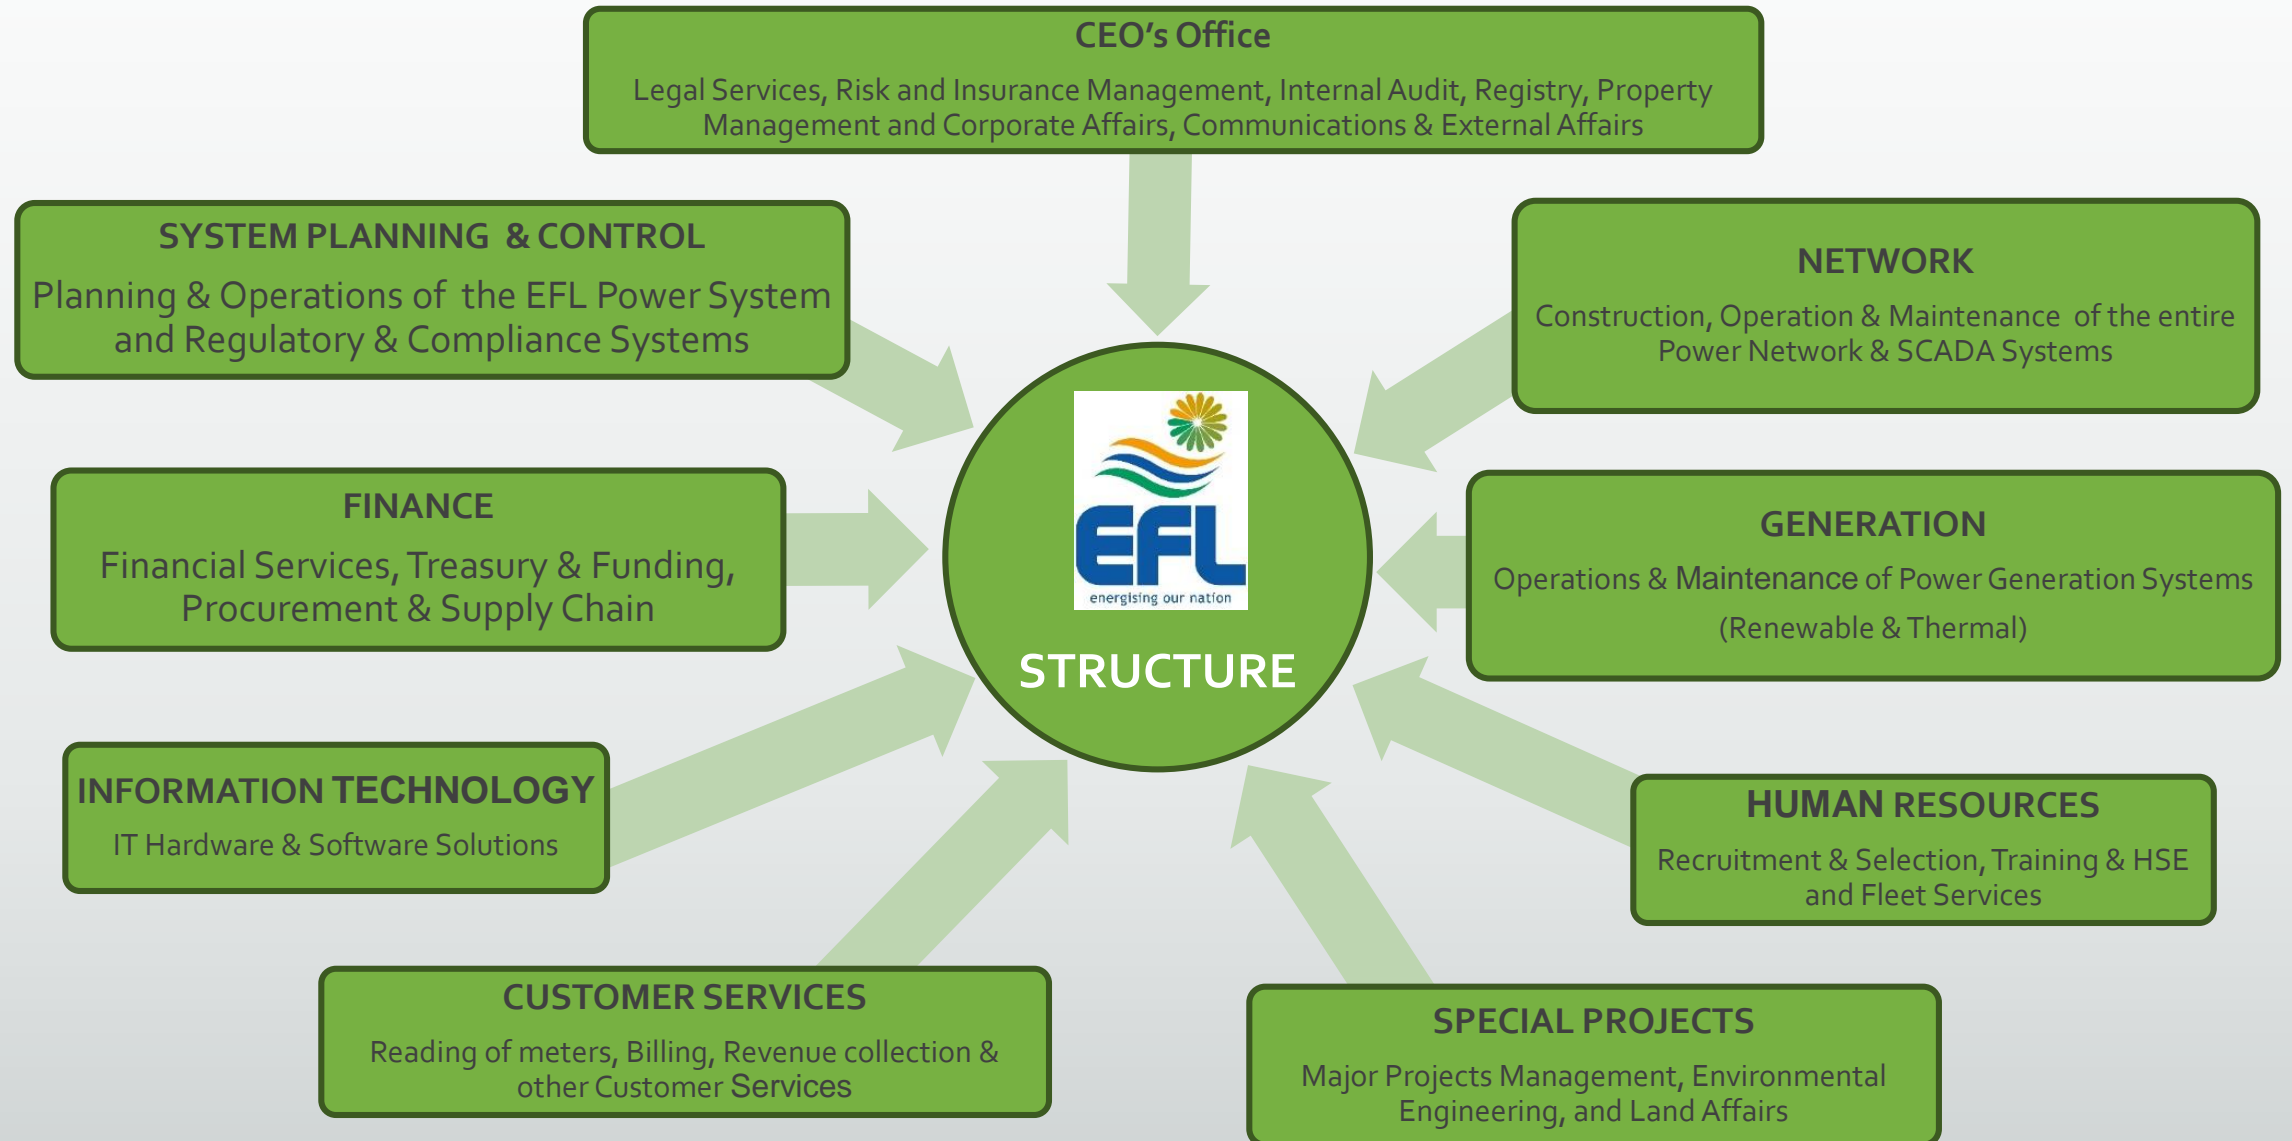 CEO's Office
Legal Services, Risk and Insurance Management, Internal Audit, Registry, Property
Management and Corporate Affairs, Communications & External Affairs
SYSTEM PLANNING & CONTROL
Planning & Operations of the EFL Power System
and Regulatory & Compliance Systems
NETWORK
Construction, Operation & Maintenance of the entire
Power Network & SCADA Systems
FINANCE
Financial Services, Treasury & Funding,
Procurement & Supply Chain
EFL
energising our nation
STRUCTURE
GENERATION
Operations & Maintenance of Power Generation Systems
(Renewable & Thermal)
INFORMATION TECHNOLOGY
IT Hardware & Software Solutions
HUMAN RESOURCES
Recruitment & Selection, Training & HSE
and Fleet Services
CUSTOMER SERVICES
Reading of meters, Billing, Revenue collection &
other Customer Services
SPECIAL PROJECTS
Major Projects Management, Environmental
Engineering, and Land Affairs